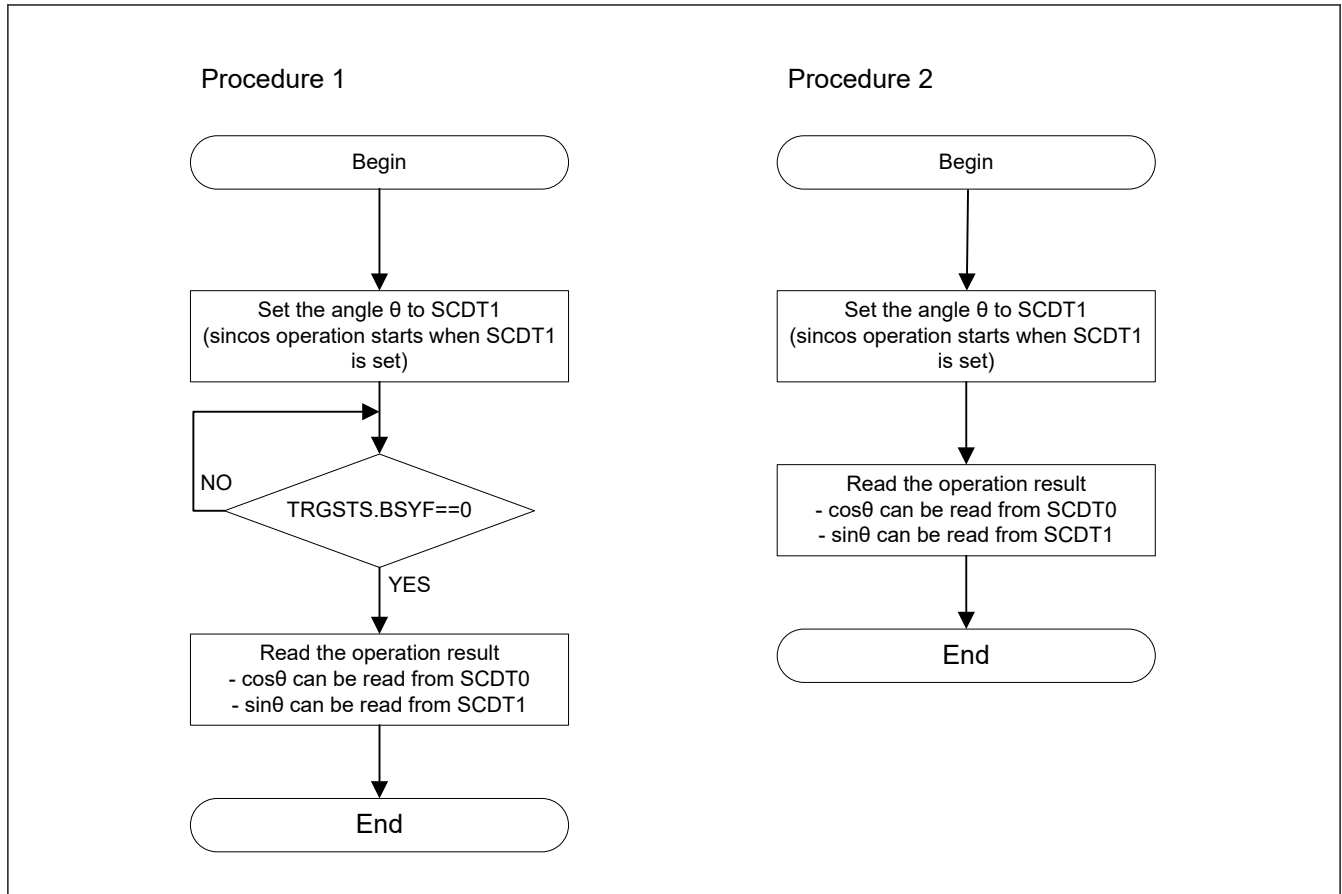 Procedure 1
Begin
Set the angle θ to SCDT1
(sincos operation starts when SCDT1
is set)
NO
TRGSTS.BSYF==0
YES
Read the operation result
- cosθ can be read from SCDT0
- sinθ can be read from SCDT1
End
Procedure 2
Begin
Set the angle θ to SCDT1
(sincos operation starts when SCDT1
is set)
Read the operation result
- cosθ can be read from SCDT0
- sinθ can be read from SCDT1
End